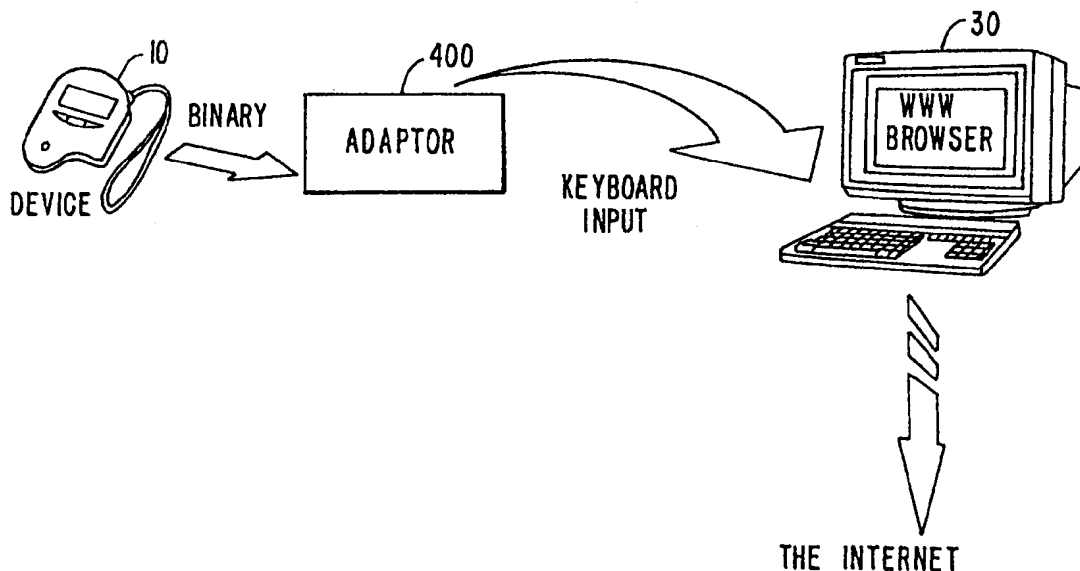 10
400
30
BINARY
ADAPTOR
WWW
BROWSER
DEVICE
KEYBOARD
INPUT
THE INTERNET